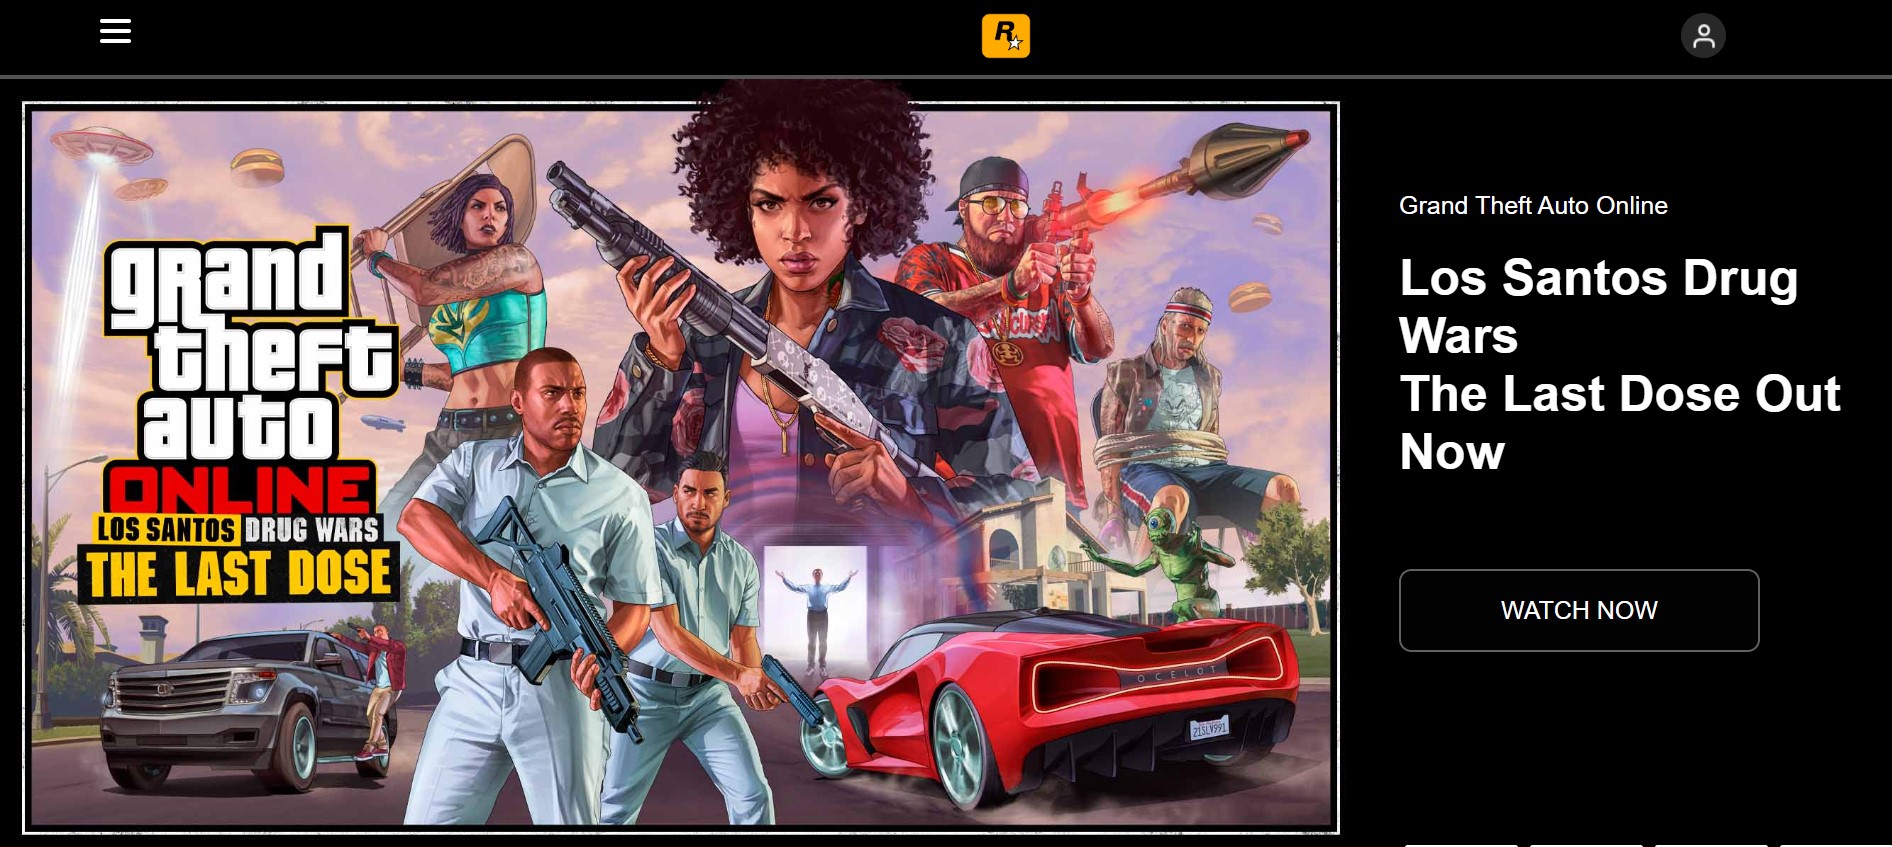 R
grand
theft
auto
ONLINE
LOS SANTOS DRUG WARS
THE LAST DOSE
OCELOT
21SLV991
Grand Theft Auto Online
Los Santos Drug
Wars
The Last Dose Out
Now
WATCH NOW